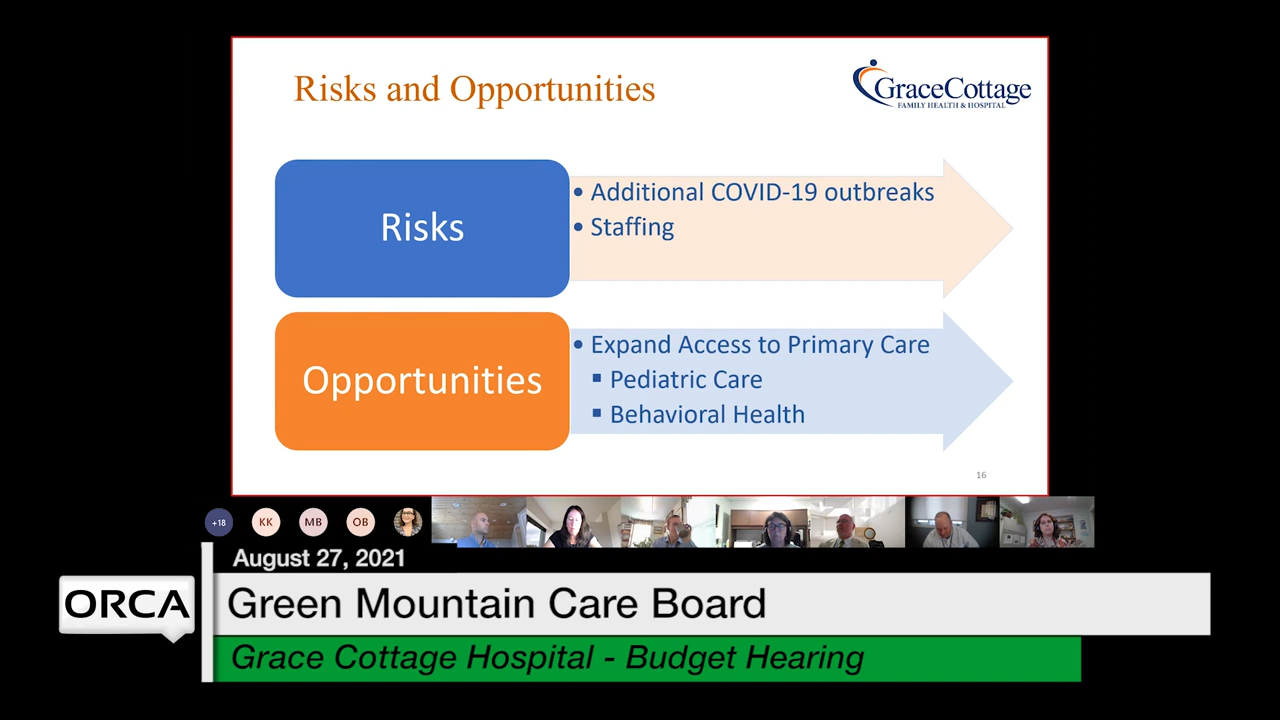 Risks and Opportunities
GraceCottage
FAMILY HEALTH & HOSPITAL
Risks
• Additional COVID-19 outbreaks
• Staffing
Opportunities
• Expand Access to Primary Care
▪ Pediatric Care
▪ Behavioral Health
16
+18
KK
MB
OB
August 27, 2021
ORCA
Green Mountain Care Board
Grace Cottage Hospital - Budget Hearing